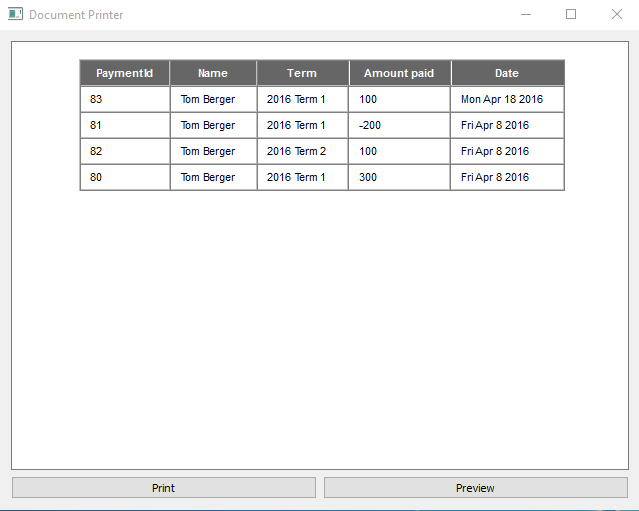 Document Printer
PaymentId Name Term Amount paid Date
83 Tom Berger 2016 Term 1 100 Mon Apr 18 2016
81 Tom Berger 2016 Term 1 -200 Fri Apr 8 2016
82 Tom Berger 2016 Term 2 100 Fri Apr 8 2016
80 Tom Berger 2016 Term 1 300 Fri Apr 8 2016
Print Preview